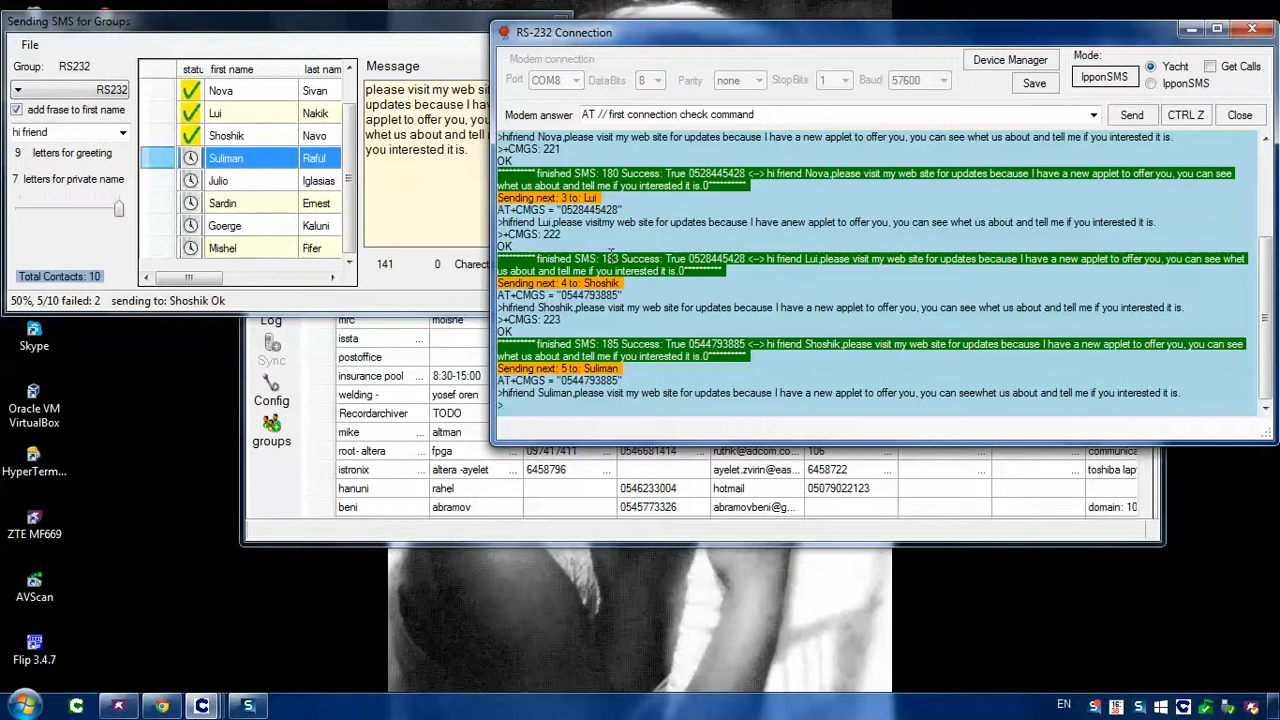 Sending SMS for Groups
File
Group: RS232
RS232
add frase to first name
hi friend
9 letters for greeting
7 letters for private name
Total Contacts: 10
50%, 5/10 failed: 2 sending to: Shoshik Ok
statu first name last nam
Nova Sivan
Lui Nakik
Shoshik Navo
Suliman Raful
Julio Iglasias
Sardin Ernest
Goerge Kaluni
Mishel Fifer
Message
please visit my web sit
updates because I hav
applet to offer you, you
whet us about and tell
you interested it is.
141 0 Charect
RS-232 Connection
Modem connection
Port COM8 DataBits 8 Parity none StopBits 1 Baud 57600
Device Manager
Save
Mode:
IpponSMS
Yacht
IpponSMS
Get Calls
Modem answer AT // first connection check command
Send CTRL Z Close
>hifriend Nova,please visit my web site for updates because I have a new applet to offer you, you can see whet us about and tell me if you interested it is.
>+CMGS: 221
OK
********** finished SMS: 180 Success: True 0528445428 <--> hi friend Nova,please visit my web site for updates because I have a new applet to offer you, you can see
whet us about and tell me if you interested it is.0**********
Sending next: 3 to: Lui
AT+CMGS = "0528445428"
>hifriend Lui,please visitmy web site for updates because I have anew applet to offer you, you can see whet us about and tell me if you interested it is.
>+CMGS: 222
OK
********** finished SMS: 183 Success: True 0528445428 <--> hi friend Lui,please visit my web site for updates because I have a new applet to offer you, you can see whet
us about and tell me if you interested it is.0**********
Sending next: 4 to: Shoshik
AT+CMGS = "0544793885"
>hifriend Shoshik,please visit my web site for updates because I have a new applet to offer you, you can see whet us about and tell me if you interested it is.
>+CMGS: 223
OK
********** finished SMS: 185 Success: True 0544793885 <--> hi friend Shoshik,please visit my web site for updates because I have a new applet to offer you, you can see
whet us about and tell me if you interested it is.0**********
Sending next: 5 to: Suliman
AT+CMGS = "0544793885"
>hifriend Suliman,please visit my web site for updates because I have a new applet to offer you, you can seewhet us about and tell me if you interested it is.
>
Log
Sync
Config
groups
mrc moishe
issta
postoffice
insurance pool 8:30-15:00
welding - yosef oren
Recordarchiver TODO
mike altman
root- altera fpga 097417411 ... 0546681414 ruthk@adcom.co... 106 communica
istronix altera -ayelet ... 6458796 ... ayelet.zvirin@eas... 6458722 ... toshiba lap
hanuni rahel 0546233004 hotmail 05079022123
beni abramov 0545773326 abramovbeni@g... domain: 10
Skype
Oracle VM
VirtualBox
HyperTerm...
ZTE MF669
AVScan
Flip 3.4.7
EN